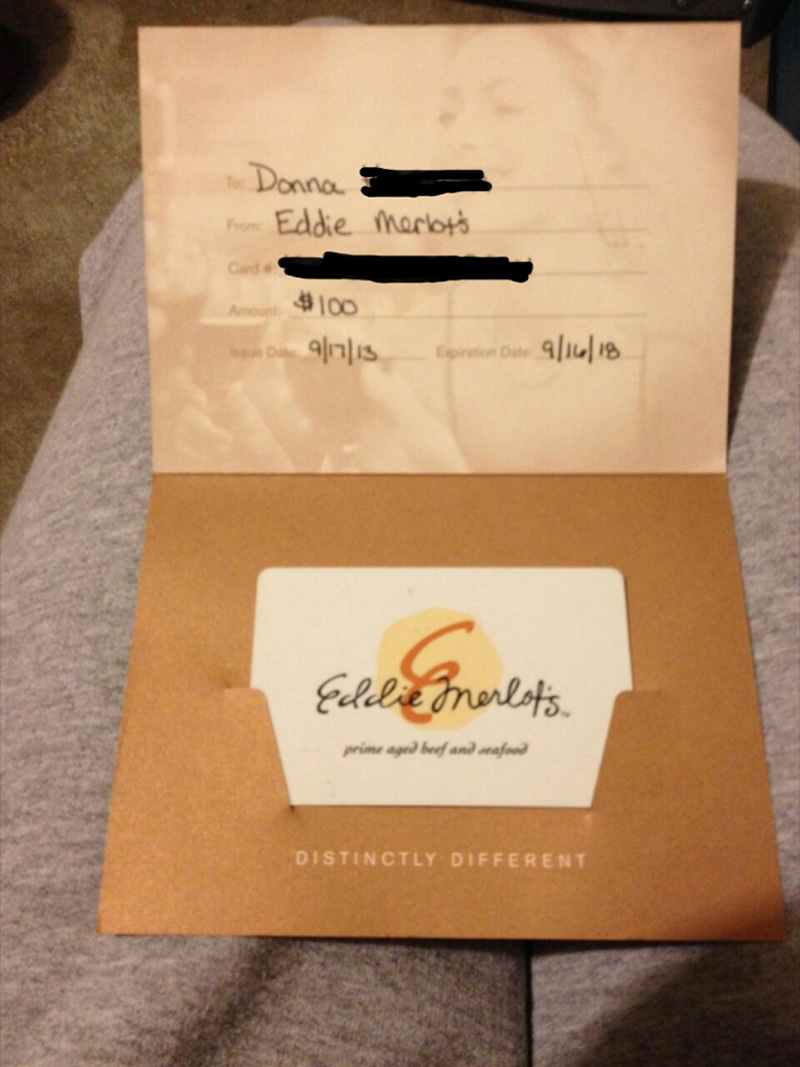 To: Donna
From: Eddie Merlot's
Card #:
Amount: $100
Issue Date: 9/17/13 Expiration Date: 9/16/18
E
Eddie Merlot's™
prime aged beef and seafood
DISTINCTLY DIFFERENT